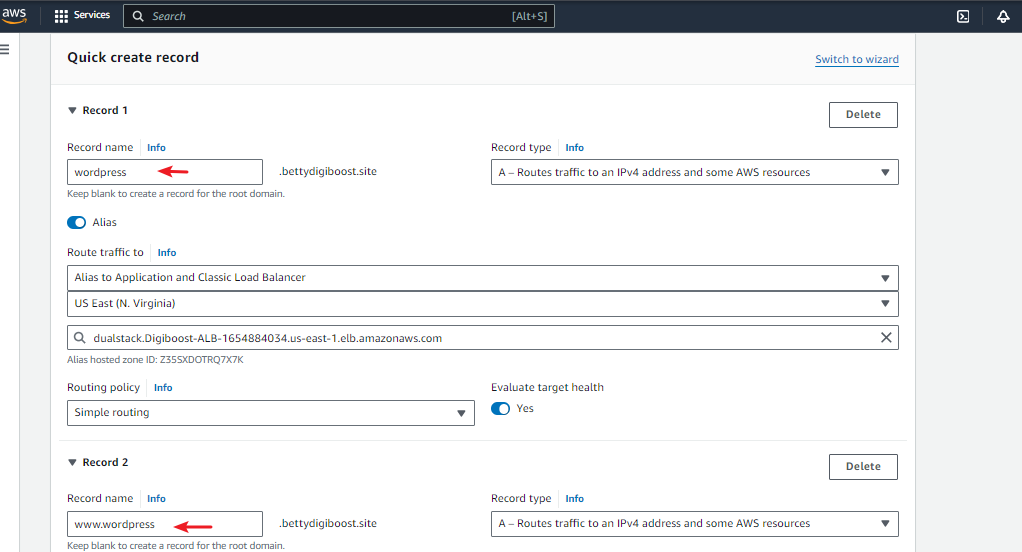 aws Services Search [Alt+S]
Quick create record Switch to wizard
Record 1 Delete
Record name Info Record type Info
wordpress .bettydigiboost.site A – Routes traffic to an IPv4 address and some AWS resources
Keep blank to create a record for the root domain.
Alias
Route traffic to Info
Alias to Application and Classic Load Balancer
US East (N. Virginia)
dualstack.Digiboost-ALB-1654884034.us-east-1.elb.amazonaws.com
Alias hosted zone ID: Z35SXDOTRQ7X7K
Routing policy Info Evaluate target health
Simple routing Yes
Record 2 Delete
Record name Info Record type Info
www.wordpress .bettydigiboost.site A – Routes traffic to an IPv4 address and some AWS resources
Keep blank to create a record for the root domain.